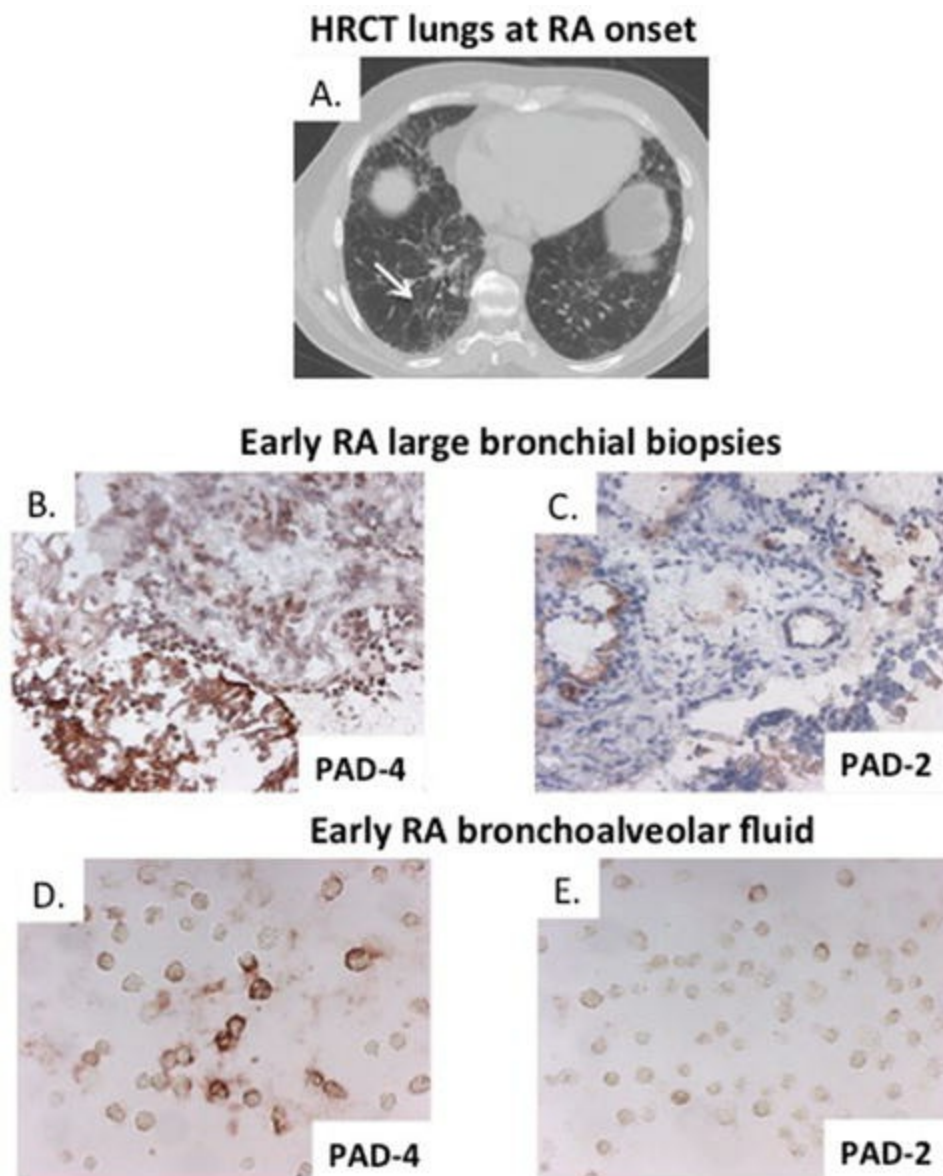 HRCT lungs at RA onset
A.
Early RA large bronchial biopsies
B.
C.
PAD-4
PAD-2
Early RA bronchoalveolar fluid
D.
E.
PAD-4
PAD-2